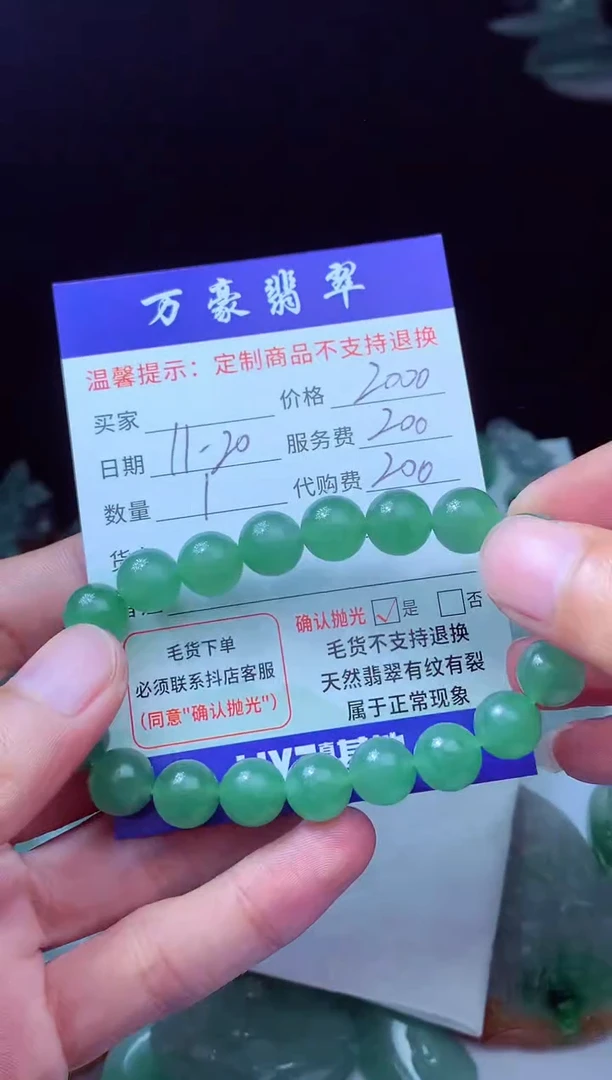 万豪翡翠
温馨提示：定制商品不支持退换
买家 价格 2000
日期 11-20 服务费 200
数量 1 代购费 200
确认抛光 是 否
毛货下单
必须联系抖店客服
(同意"确认抛光")
毛货不支持退换
天然翡翠有纹有裂
属于正常现象